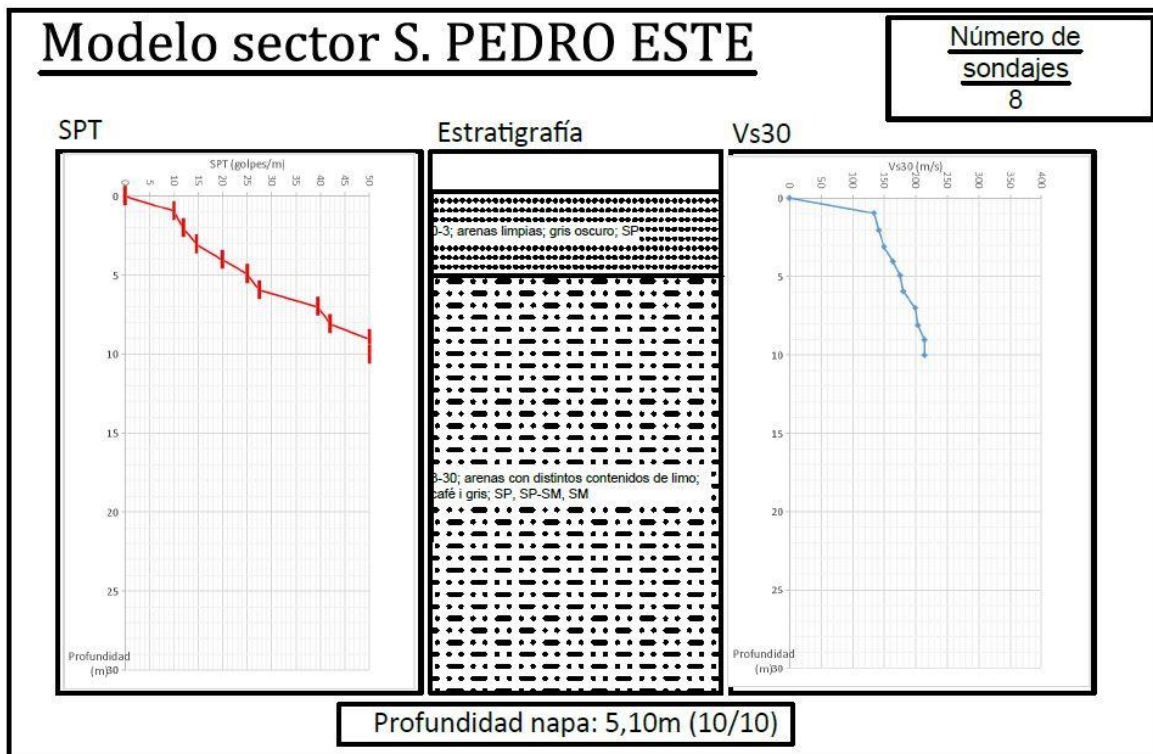 Modelo sector S. PEDRO ESTE
Número de
sondajes
8
SPT
Estratigrafía
Vs30
SPT (golpes/m)
0 5 10 15 20 25 30 35 40 45 50
0
5
10
15
20
25
Profundidad
(m)30
0-3; arenas limpias; gris oscuro; SP
3-30; arenas con distintos contenidos de limo;
café i gris; SP, SP-SM, SM
Vs30 (m/s)
0 50 100 150 200 250 300 350 400
0
5
10
15
20
25
Profundidad
(m)30
Profundidad napa: 5,10m (10/10)